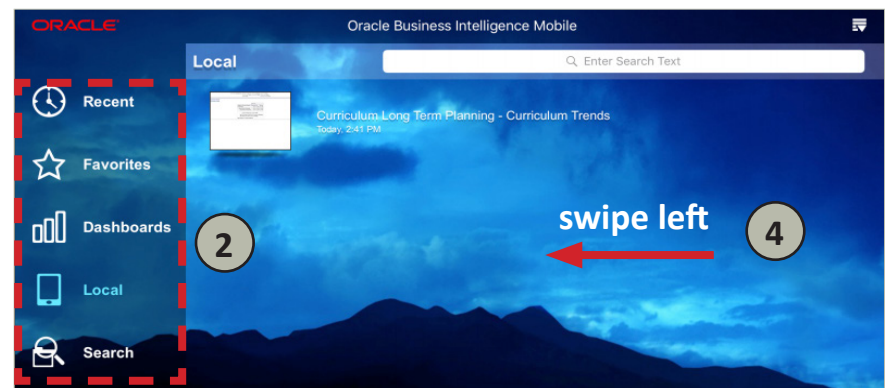 ORACLE
Oracle Business Intelligence Mobile
Local
Enter Search Text
Recent
Curriculum Long Term Planning - Curriculum Trends
Today, 2:41 PM
Favorites
swipe left
4
Dashboards
2
Local
Search